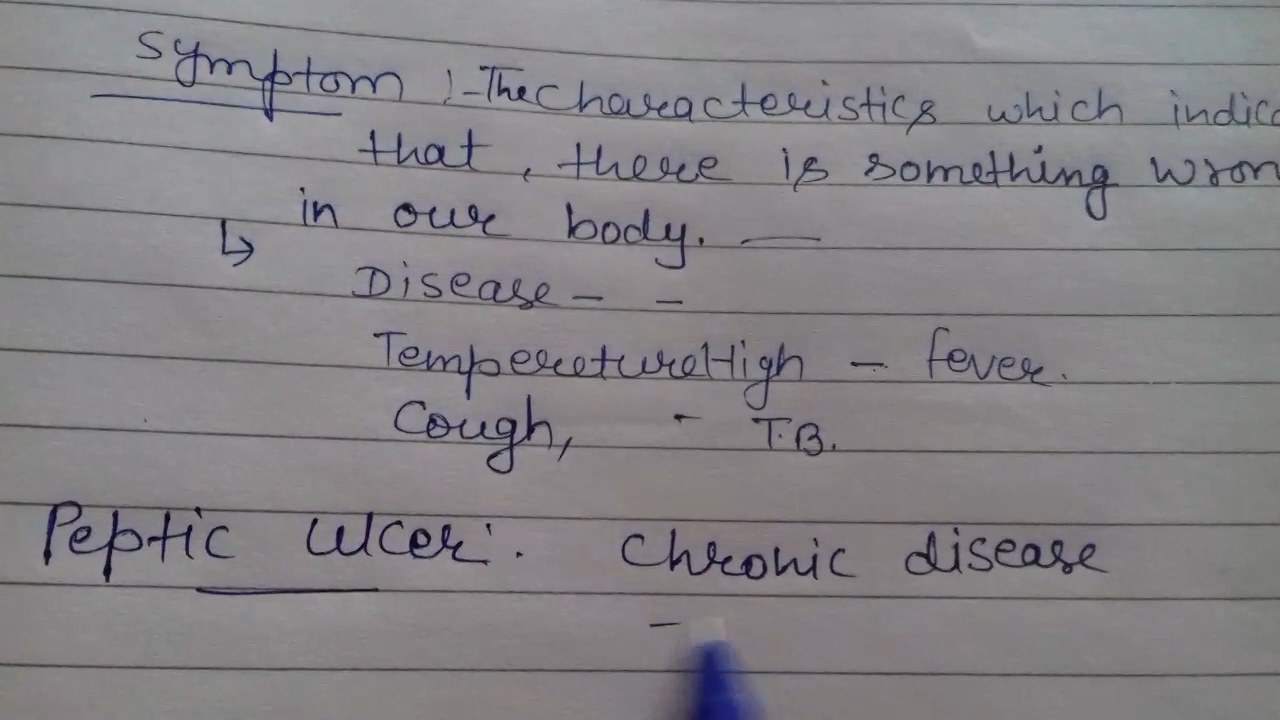 Symptom :- The characteristics which indic
that, there is something wron
in our body. —
↳ Disease - -
Tempereture High - fever.
Cough, - T.B.
Peptic ulcer: Chronic disease
-